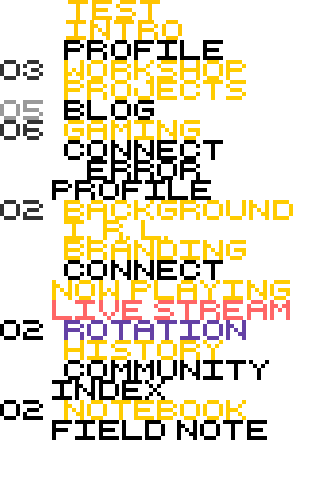 TEST
INTRO
PROFILE
03 WORKSHOP
PROJECTS
05 BLOG
06 GAMING
CONNECT
ERROR
PROFILE
02 BACKGROUND
I.R.L.
BRANDING
CONNECT
NOW PLAYING
LIVE STREAM
02 ROTATION
HISTORY
COMMUNITY
INDEX
02 NOTEBOOK
FIELD NOTE